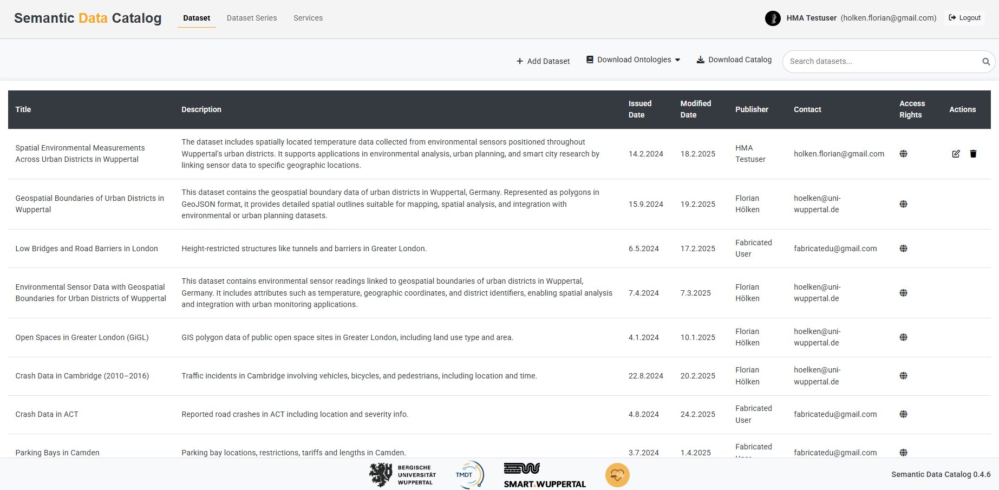 Semantic Data Catalog
Dataset
Dataset Series
Services
HMA Testuser (holken.florian@gmail.com)
Logout
Add Dataset
Download Ontologies
Download Catalog
Search datasets...
Title
Description
Issued
Date
Modified
Date
Publisher
Contact
Access
Rights
Actions
Spatial Environmental Measurements
Across Urban Districts in Wuppertal
The dataset includes spatially located temperature data collected from environmental sensors positioned throughout
Wuppertal's urban districts. It supports applications in environmental analysis, urban planning, and smart city research by
linking sensor data to specific geographic locations.
14.2.2024
18.2.2025
HMA
Testuser
holken.florian@gmail.com
Geospatial Boundaries of Urban Districts in
Wuppertal
This dataset contains the geospatial boundary data of urban districts in Wuppertal, Germany. Represented as polygons in
GeoJSON format, it provides detailed spatial outlines suitable for mapping, spatial analysis, and integration with
environmental or urban planning datasets.
15.9.2024
19.2.2025
Florian
Hölken
hoelken@uni-
wuppertal.de
Low Bridges and Road Barriers in London
Height-restricted structures like tunnels and barriers in Greater London.
6.5.2024
17.2.2025
Fabricated
User
fabricatedu@gmail.com
Environmental Sensor Data with Geospatial
Boundaries for Urban Districts of Wuppertal
This dataset contains environmental sensor readings linked to geospatial boundaries of urban districts in Wuppertal,
Germany. It includes attributes such as temperature, geographic coordinates, and district identifiers, enabling spatial analysis
and integration with urban monitoring applications.
7.4.2024
7.3.2025
Florian
Hölken
hoelken@uni-
wuppertal.de
Open Spaces in Greater London (GiGL)
GIS polygon data of public open space sites in Greater London, including land use type and area.
4.1.2024
10.1.2025
Florian
Hölken
hoelken@uni-
wuppertal.de
Crash Data in Cambridge (2010–2016)
Traffic incidents in Cambridge involving vehicles, bicycles, and pedestrians, including location and time.
22.8.2024
20.2.2025
Florian
Hölken
hoelken@uni-
wuppertal.de
Crash Data in ACT
Reported road crashes in ACT including location and severity info.
4.8.2024
24.2.2025
Fabricated
User
fabricatedu@gmail.com
Parking Bays in Camden
Parking bay locations, restrictions, tariffs and lengths in Camden.
3.7.2024
1.4.2025
Fabricated
fabricatedu@gmail.com
BERGISCHE
UNIVERSITÄT
WUPPERTAL
TMDT
SMART.WUPPERTAL
Semantic Data Catalog 0.4.6